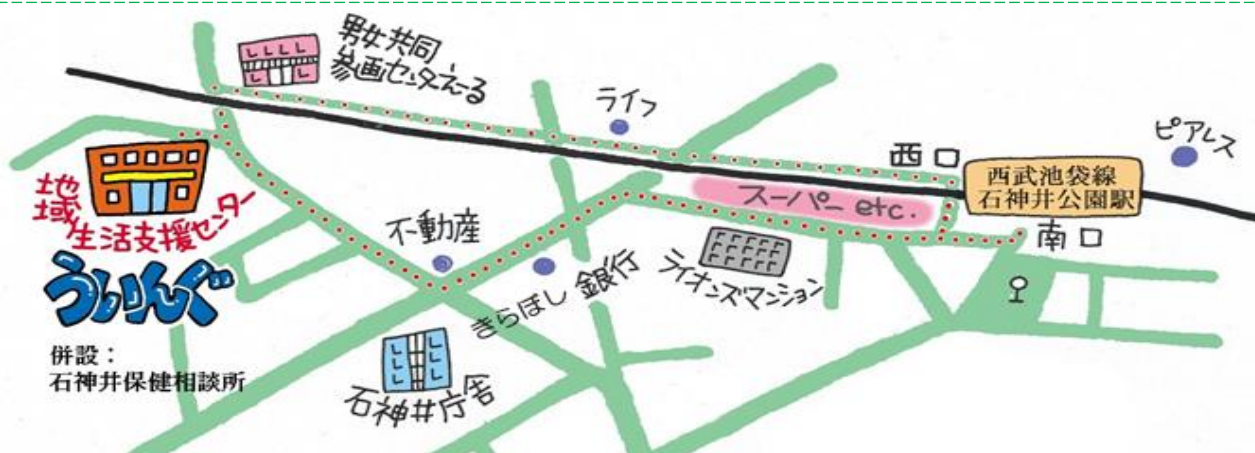 男女共同
参画センターえーる
ライフ
ピアレス
西口
西武池袋線
石神井公園駅
スーパー etc.
南口
地域
生活支援センター
ういんぐ
不動産
きらぼし 銀行
ライオンズマンション
併設：
石神井保健相談所
石神井庁舎